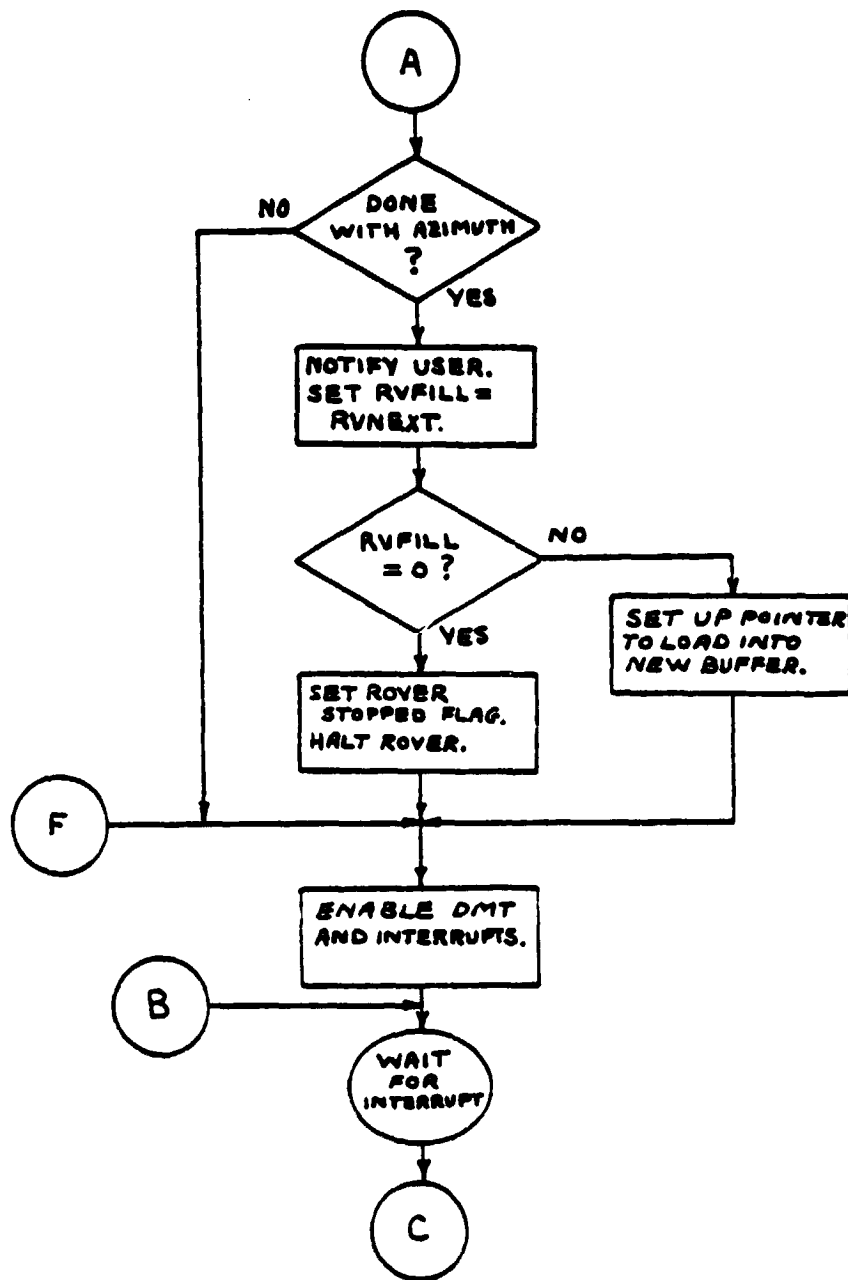 A
DONE
WITH AZIMUTH
?
NO
YES
NOTIFY USER.
SET RVFILL =
RVNEXT.
RVFILL
= 0 ?
NO
YES
SET UP POINTER
TO LOAD INTO
NEW BUFFER.
SET ROVER
STOPPED FLAG.
HALT ROVER.
F
ENABLE DMT
AND INTERRUPTS.
B
WAIT
FOR
INTERRUPT
C